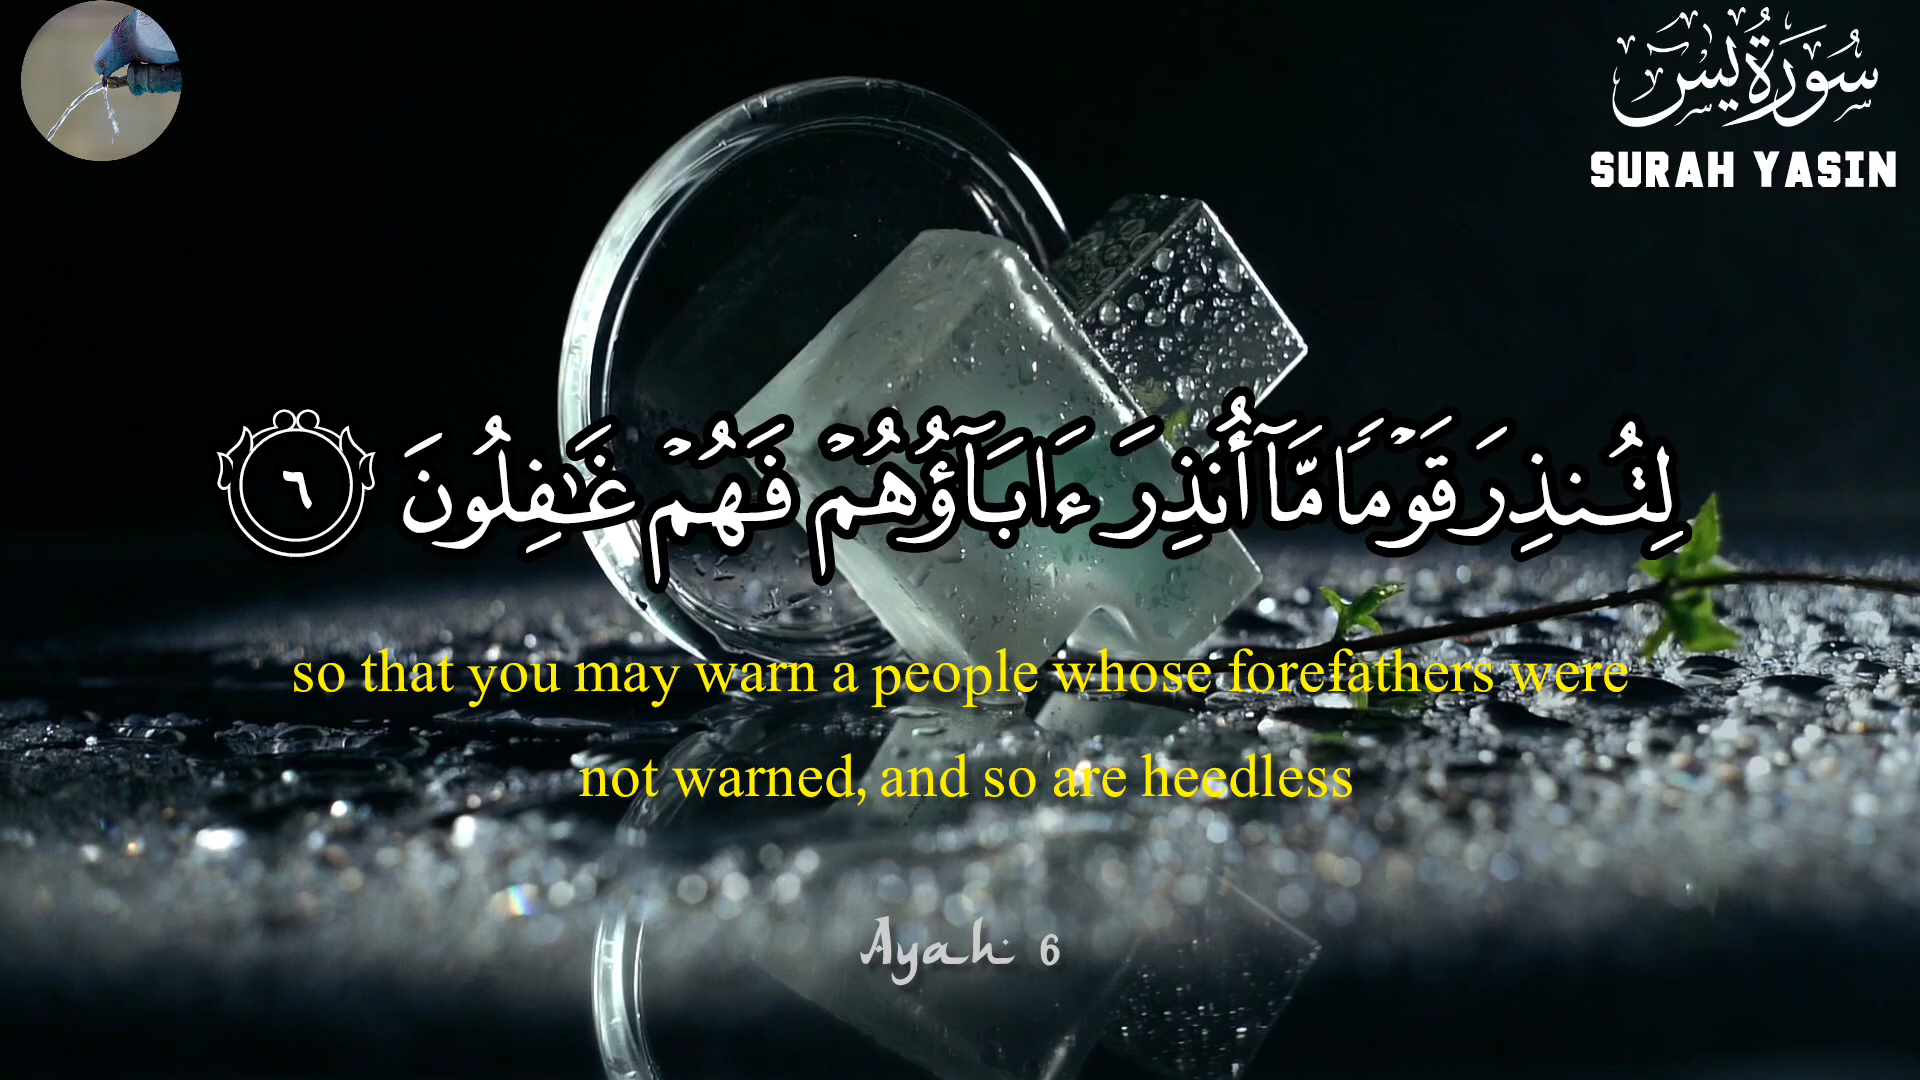 سُورَةُ يس
SURAH YASIN
لِتُنذِرَ قَوْمًا مَّآ أُنذِرَ ءَابَآؤُهُمْ فَهُمْ غَـٰفِلُونَ ٦
so that you may warn a people whose forefathers were
not warned, and so are heedless
Ayah 6